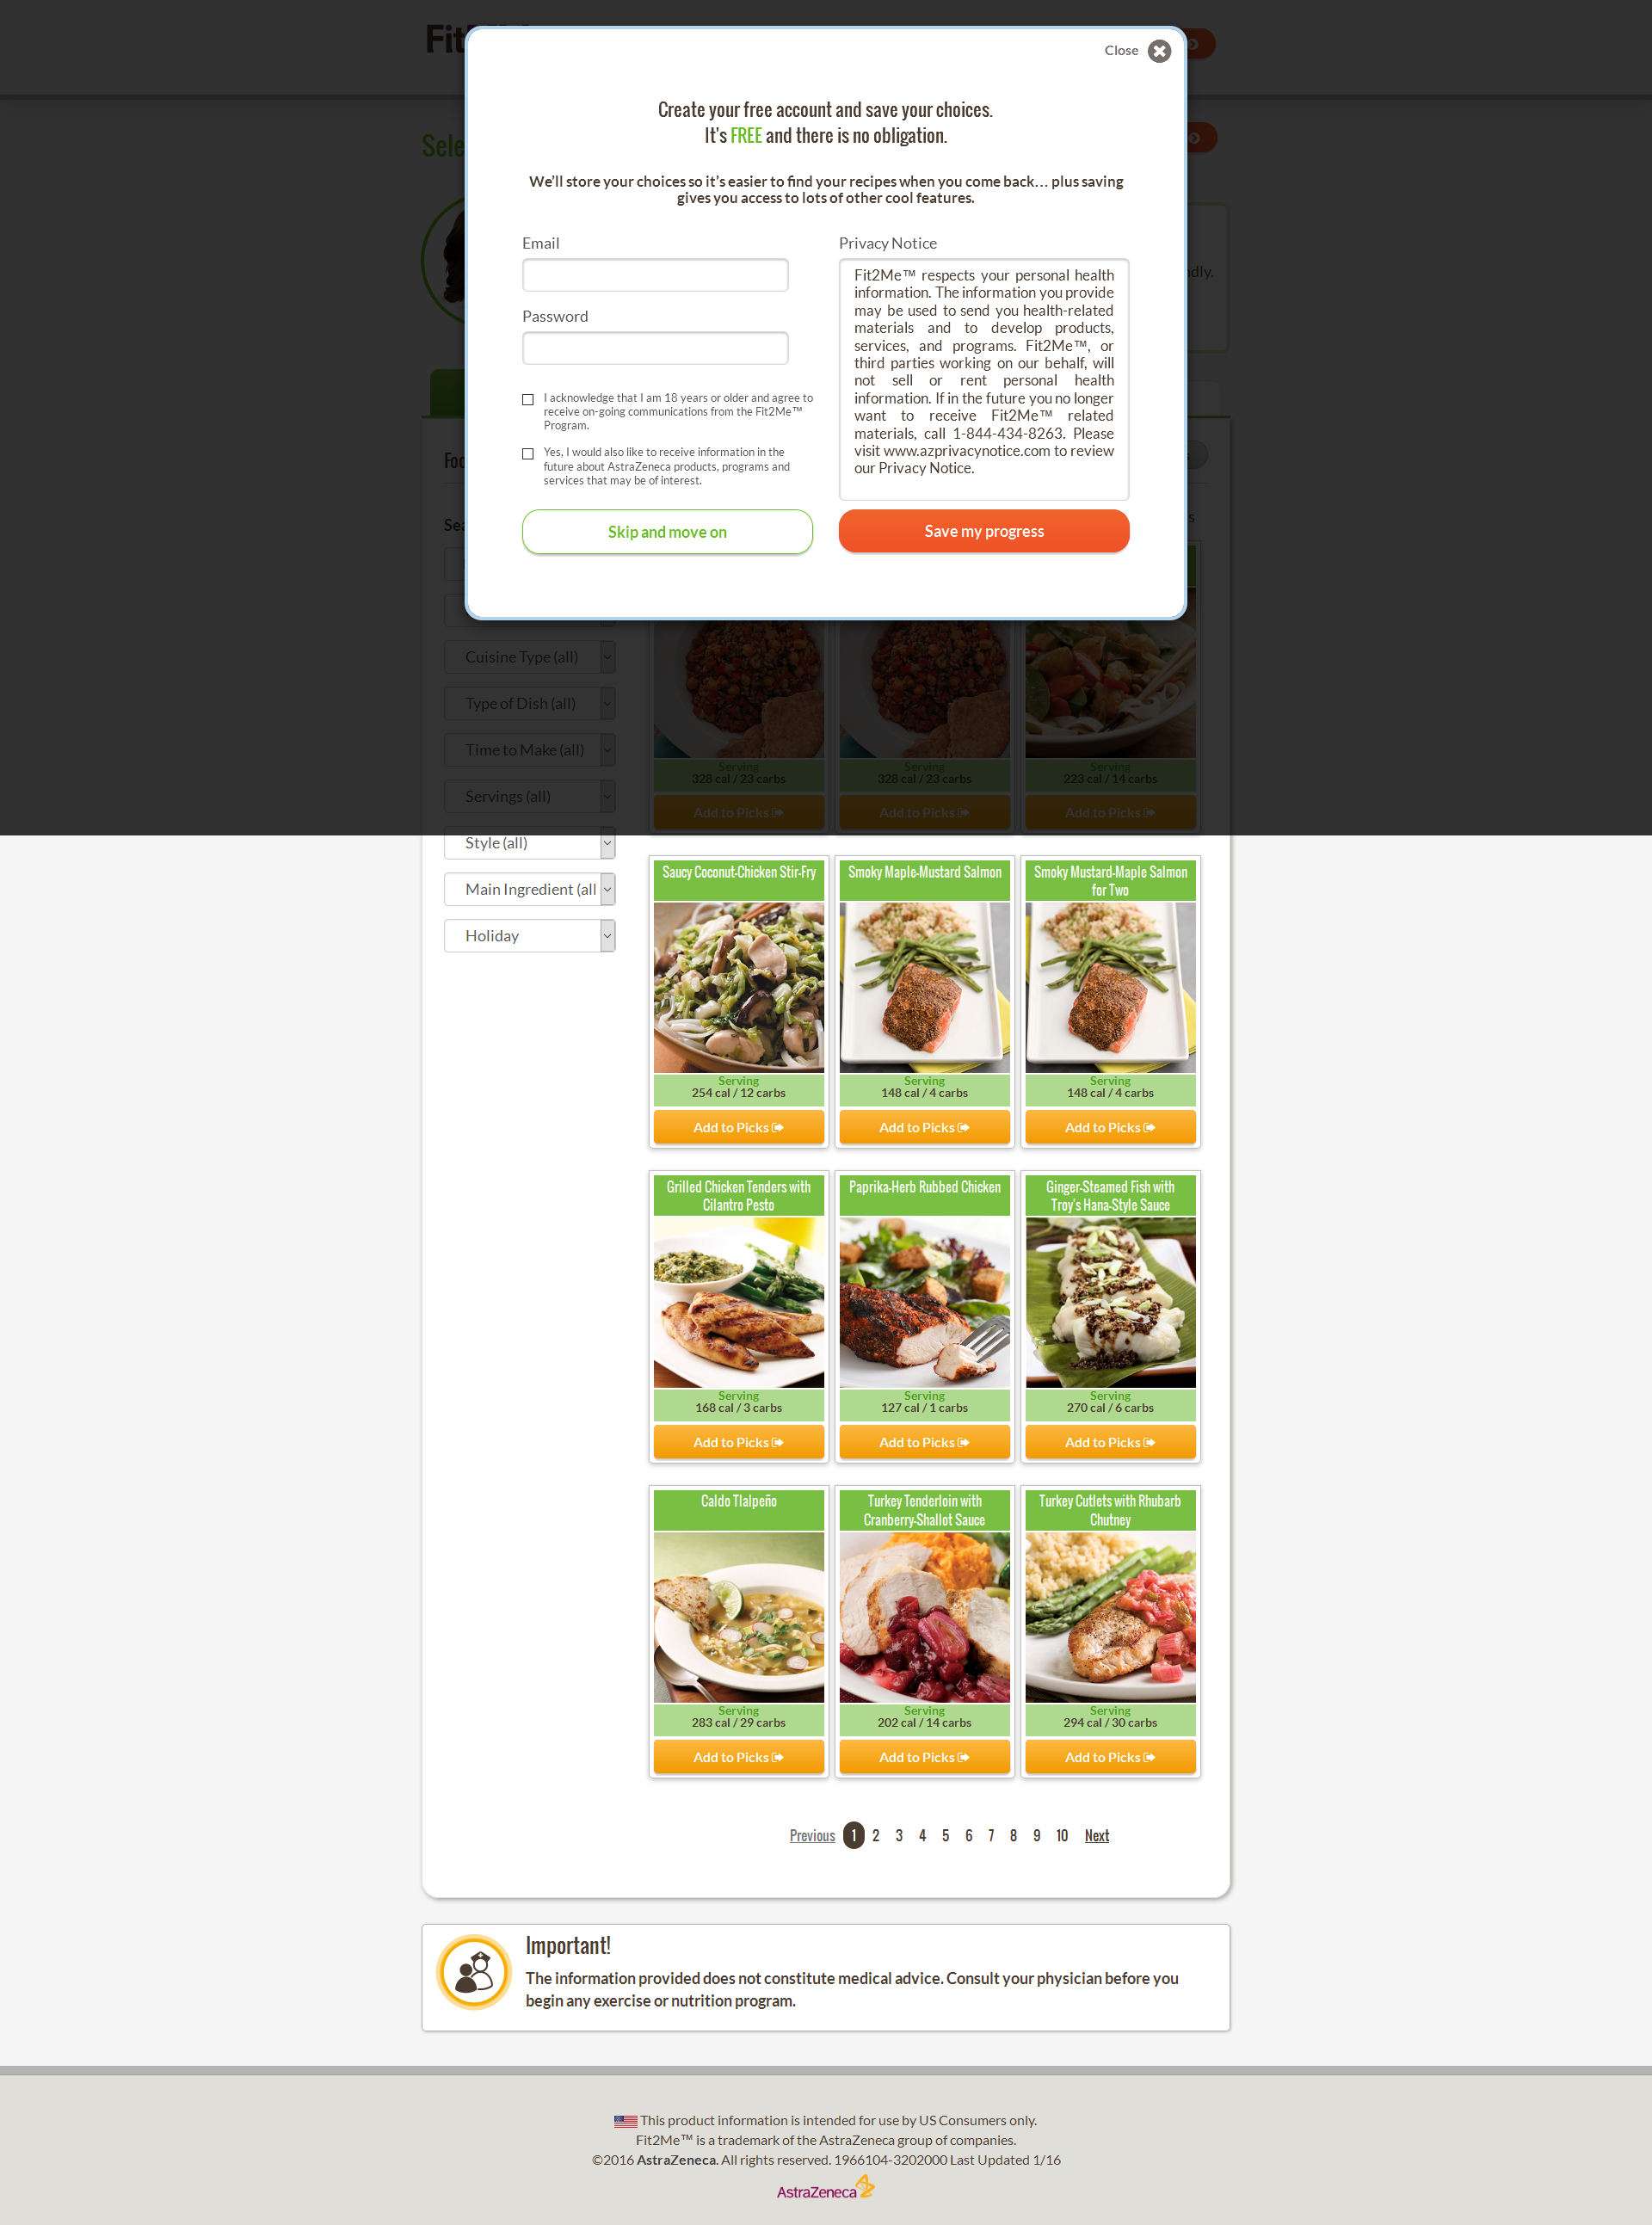 Fit
Close
Create your free account and save your choices.
It's FREE and there is no obligation.
We'll store your choices so it's easier to find your recipes when you come back… plus saving
gives you access to lots of other cool features.
Email
Password
I acknowledge that I am 18 years or older and agree to
receive on-going communications from the Fit2Me™
Program.
Yes, I would also like to receive information in the
future about AstraZeneca products, programs and
services that may be of interest.
Skip and move on
Privacy Notice
Fit2Me™ respects your personal health
information. The information you provide
may be used to send you health-related
materials and to develop products,
services, and programs. Fit2Me™, or
third parties working on our behalf, will
not sell or rent personal health
information. If in the future you no longer
want to receive Fit2Me™ related
materials, call 1-844-434-8263. Please
visit www.azprivacynotice.com to review
our Privacy Notice.
Save my progress
Sele
ndly.
Foo
Sea
s
Cuisine Type (all)
Type of Dish (all)
Time to Make (all)
Servings (all)
Style (all)
Main Ingredient (all
Holiday
Serving
328 cal / 23 carbs
Add to Picks
Serving
328 cal / 23 carbs
Add to Picks
Serving
223 cal / 14 carbs
Add to Picks
Saucy Coconut-Chicken Stir-Fry
Serving
254 cal / 12 carbs
Add to Picks
Smoky Maple-Mustard Salmon
Serving
148 cal / 4 carbs
Add to Picks
Smoky Mustard-Maple Salmon
for Two
Serving
148 cal / 4 carbs
Add to Picks
Grilled Chicken Tenders with
Cilantro Pesto
Serving
168 cal / 3 carbs
Add to Picks
Paprika-Herb Rubbed Chicken
Serving
127 cal / 1 carbs
Add to Picks
Ginger-Steamed Fish with
Troy's Hana-Style Sauce
Serving
270 cal / 6 carbs
Add to Picks
Caldo Tlalpeño
Serving
283 cal / 29 carbs
Add to Picks
Turkey Tenderloin with
Cranberry-Shallot Sauce
Serving
202 cal / 14 carbs
Add to Picks
Turkey Cutlets with Rhubarb
Chutney
Serving
294 cal / 30 carbs
Add to Picks
Previous 1 2 3 4 5 6 7 8 9 10 Next
Important!
The information provided does not constitute medical advice. Consult your physician before you
begin any exercise or nutrition program.
This product information is intended for use by US Consumers only.
Fit2Me™ is a trademark of the AstraZeneca group of companies.
©2016 AstraZeneca. All rights reserved. 1966104-3202000 Last Updated 1/16
AstraZeneca